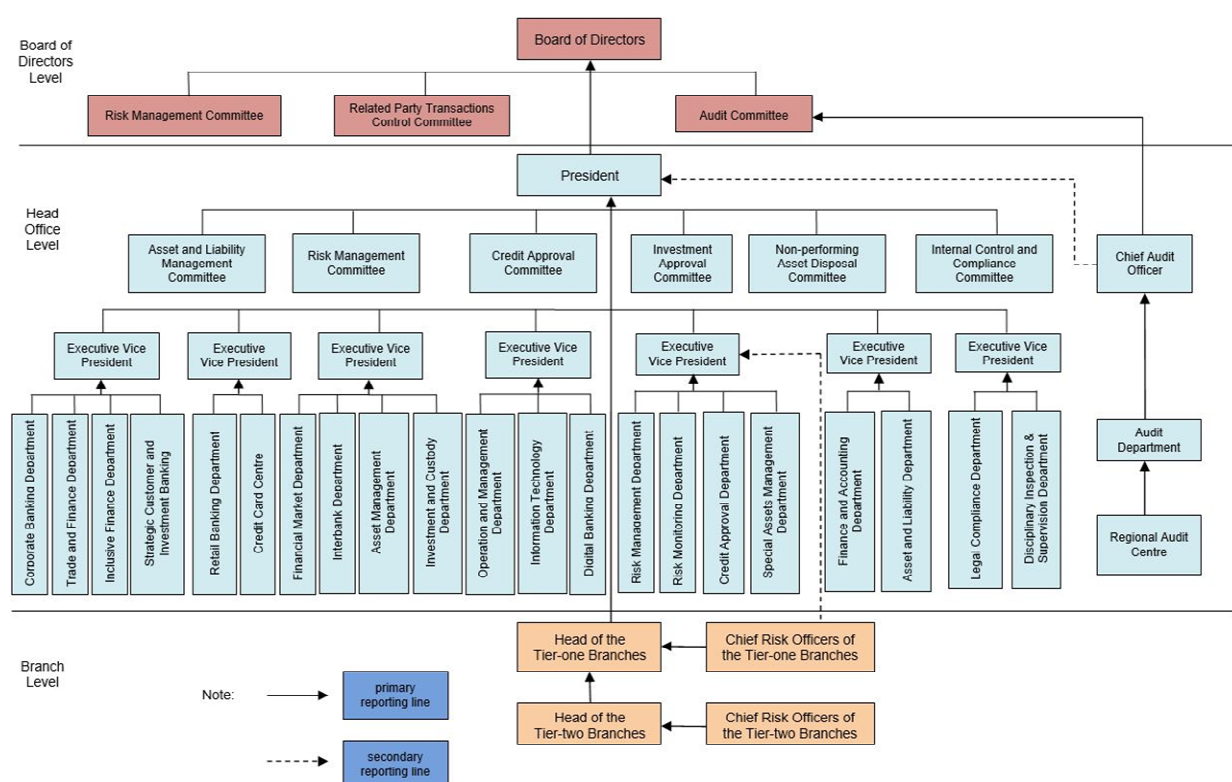 Board of
Directors
Level
Board of Directors
Risk Management Committee
Related Party Transactions
Control Committee
Audit Committee
President
Head
Office
Level
Asset and Liability
Management
Committee
Risk Management
Committee
Credit Approval
Committee
Investment
Approval
Committee
Non-performing
Asset Disposal
Committee
Internal Control and
Compliance
Committee
Chief Audit
Officer
Executive Vice
President
Executive
Vice President
Executive Vice
President
Executive Vice
President
Executive
Vice President
Executive
Vice President
Executive Vice
President
Corporate Banking Department
Trade and Finance Department
Inclusive Finance Department
Strategic Customer and
Investment Banking
Retail Banking Department
Credit Card Centre
Financial Market Department
Interbank Department
Asset Management
Department
Investment and Custody
Department
Operation and Management
Department
Information Technology
Department
Digital Banking Department
Risk Management Department
Risk Monitoring Department
Credit Approval Department
Special Assets Management
Department
Finance and Accounting
Department
Asset and Liability Department
Legal Compliance Department
Disciplinary Inspection &
Supervision Department
Audit
Department
Regional Audit
Centre
Branch
Level
Head of the
Tier-one Branches
Chief Risk Officers of
the Tier-one Branches
Head of the
Tier-two Branches
Chief Risk Officers of
the Tier-two Branches
Note:
primary
reporting line
secondary
reporting line